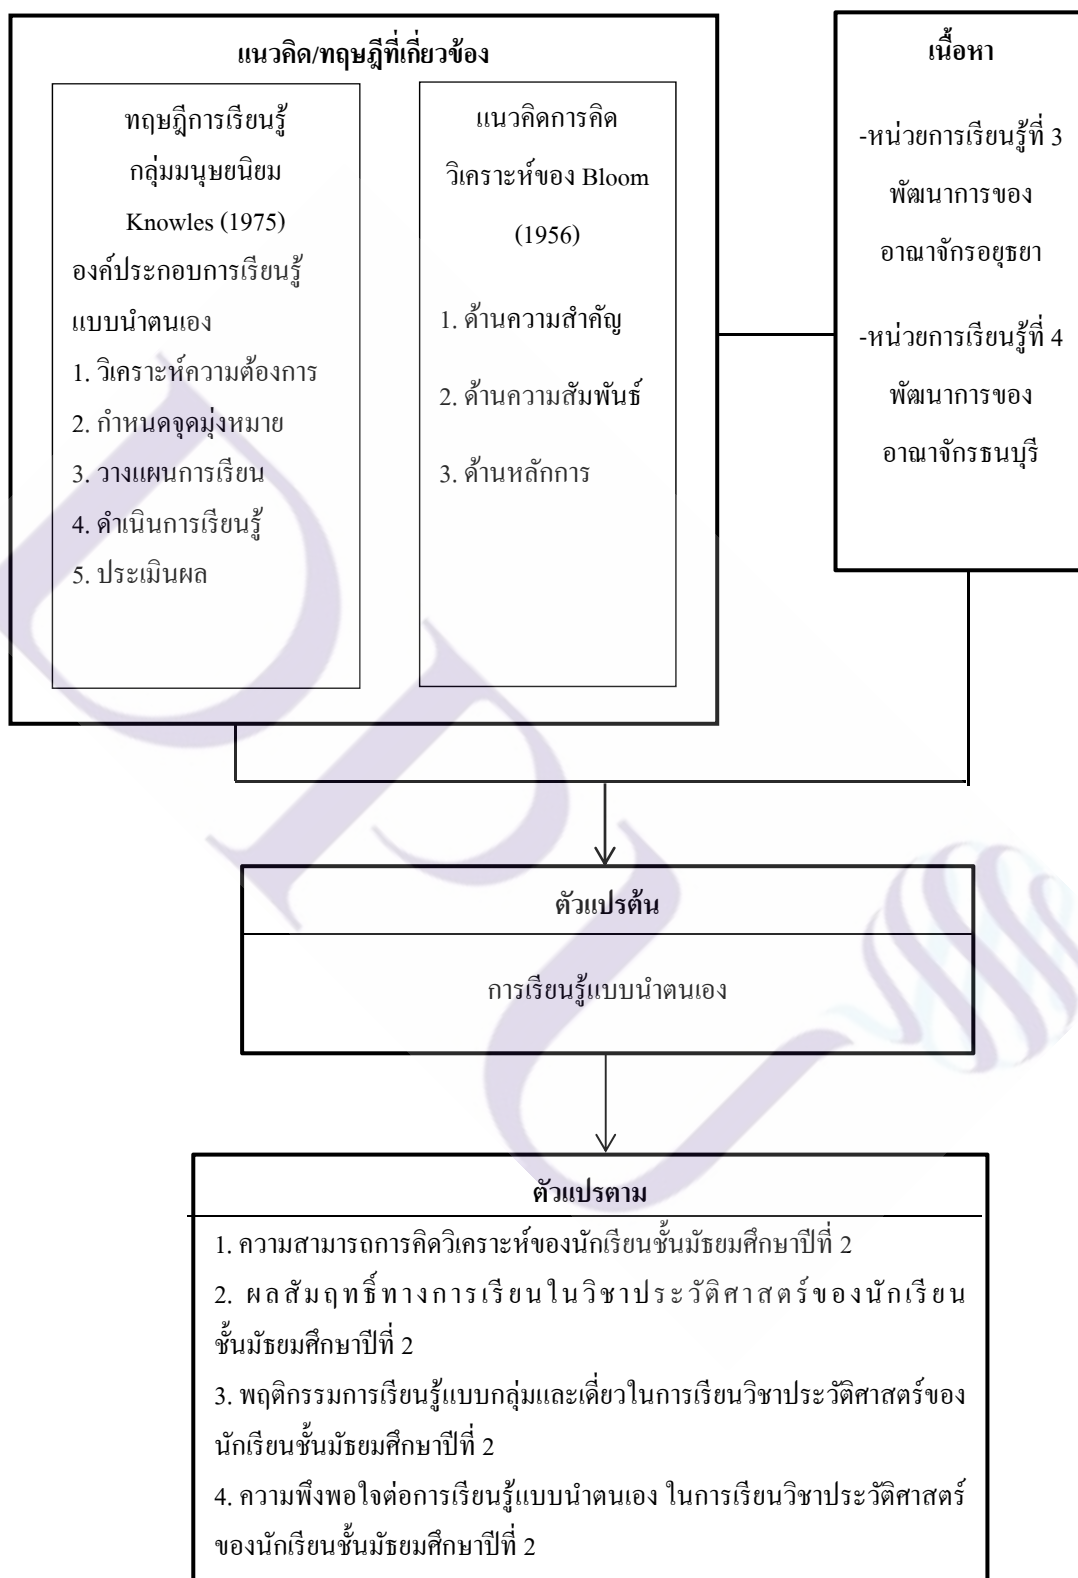 แนวคิด/ทฤษฎีที่เกี่ยวข้อง
ทฤษฎีการเรียนรู้
กลุ่มมนุษยนิยม
Knowles (1975)
องค์ประกอบการเรียนรู้
แบบนำตนเอง
1. วิเคราะห์ความต้องการ
2. กำหนดจุดมุ่งหมาย
3. วางแผนการเรียน
4. ดำเนินการเรียนรู้
5. ประเมินผล
แนวคิดการคิด
วิเคราะห์ของ Bloom
(1956)
1. ด้านความสำคัญ
2. ด้านความสัมพันธ์
3. ด้านหลักการ
เนื้อหา
-หน่วยการเรียนรู้ที่ 3
พัฒนาการของ
อาณาจักรอยุธยา
-หน่วยการเรียนรู้ที่ 4
พัฒนาการของ
อาณาจักรธนบุรี
ตัวแปรต้น
การเรียนรู้แบบนำตนเอง
ตัวแปรตาม
1. ความสามารถการคิดวิเคราะห์ของนักเรียนชั้นมัธยมศึกษาปีที่ 2
2. ผลสัมฤทธิ์ทางการเรียนในวิชาประวัติศาสตร์ของนักเรียน
ชั้นมัธยมศึกษาปีที่ 2
3. พฤติกรรมการเรียนรู้แบบกลุ่มและเดี่ยวในการเรียนวิชาประวัติศาสตร์ของ
นักเรียนชั้นมัธยมศึกษาปีที่ 2
4. ความพึงพอใจต่อการเรียนรู้แบบนำตนเอง ในการเรียนวิชาประวัติศาสตร์
ของนักเรียนชั้นมัธยมศึกษาปีที่ 2
DPU